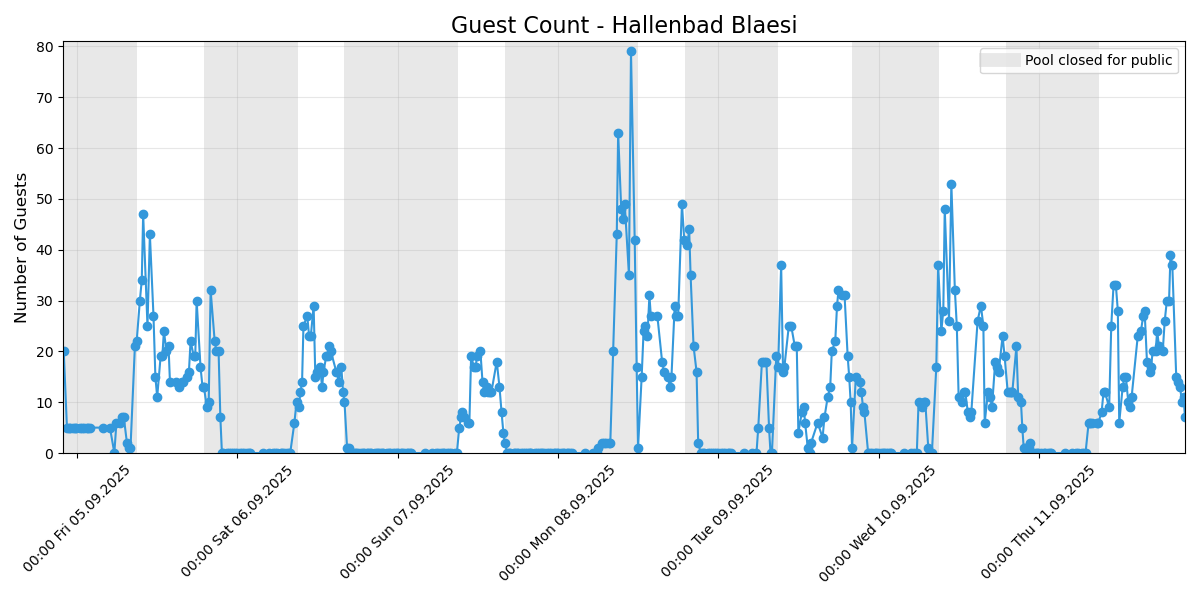 Guest Count - Hallenbad Blaesi
Pool closed for public
Number of Guests
80
70
60
50
40
30
20
10
0
00:00 Fri 05.09.2025
00:00 Sat 06.09.2025
00:00 Sun 07.09.2025
00:00 Mon 08.09.2025
00:00 Tue 09.09.2025
00:00 Wed 10.09.2025
00:00 Thu 11.09.2025